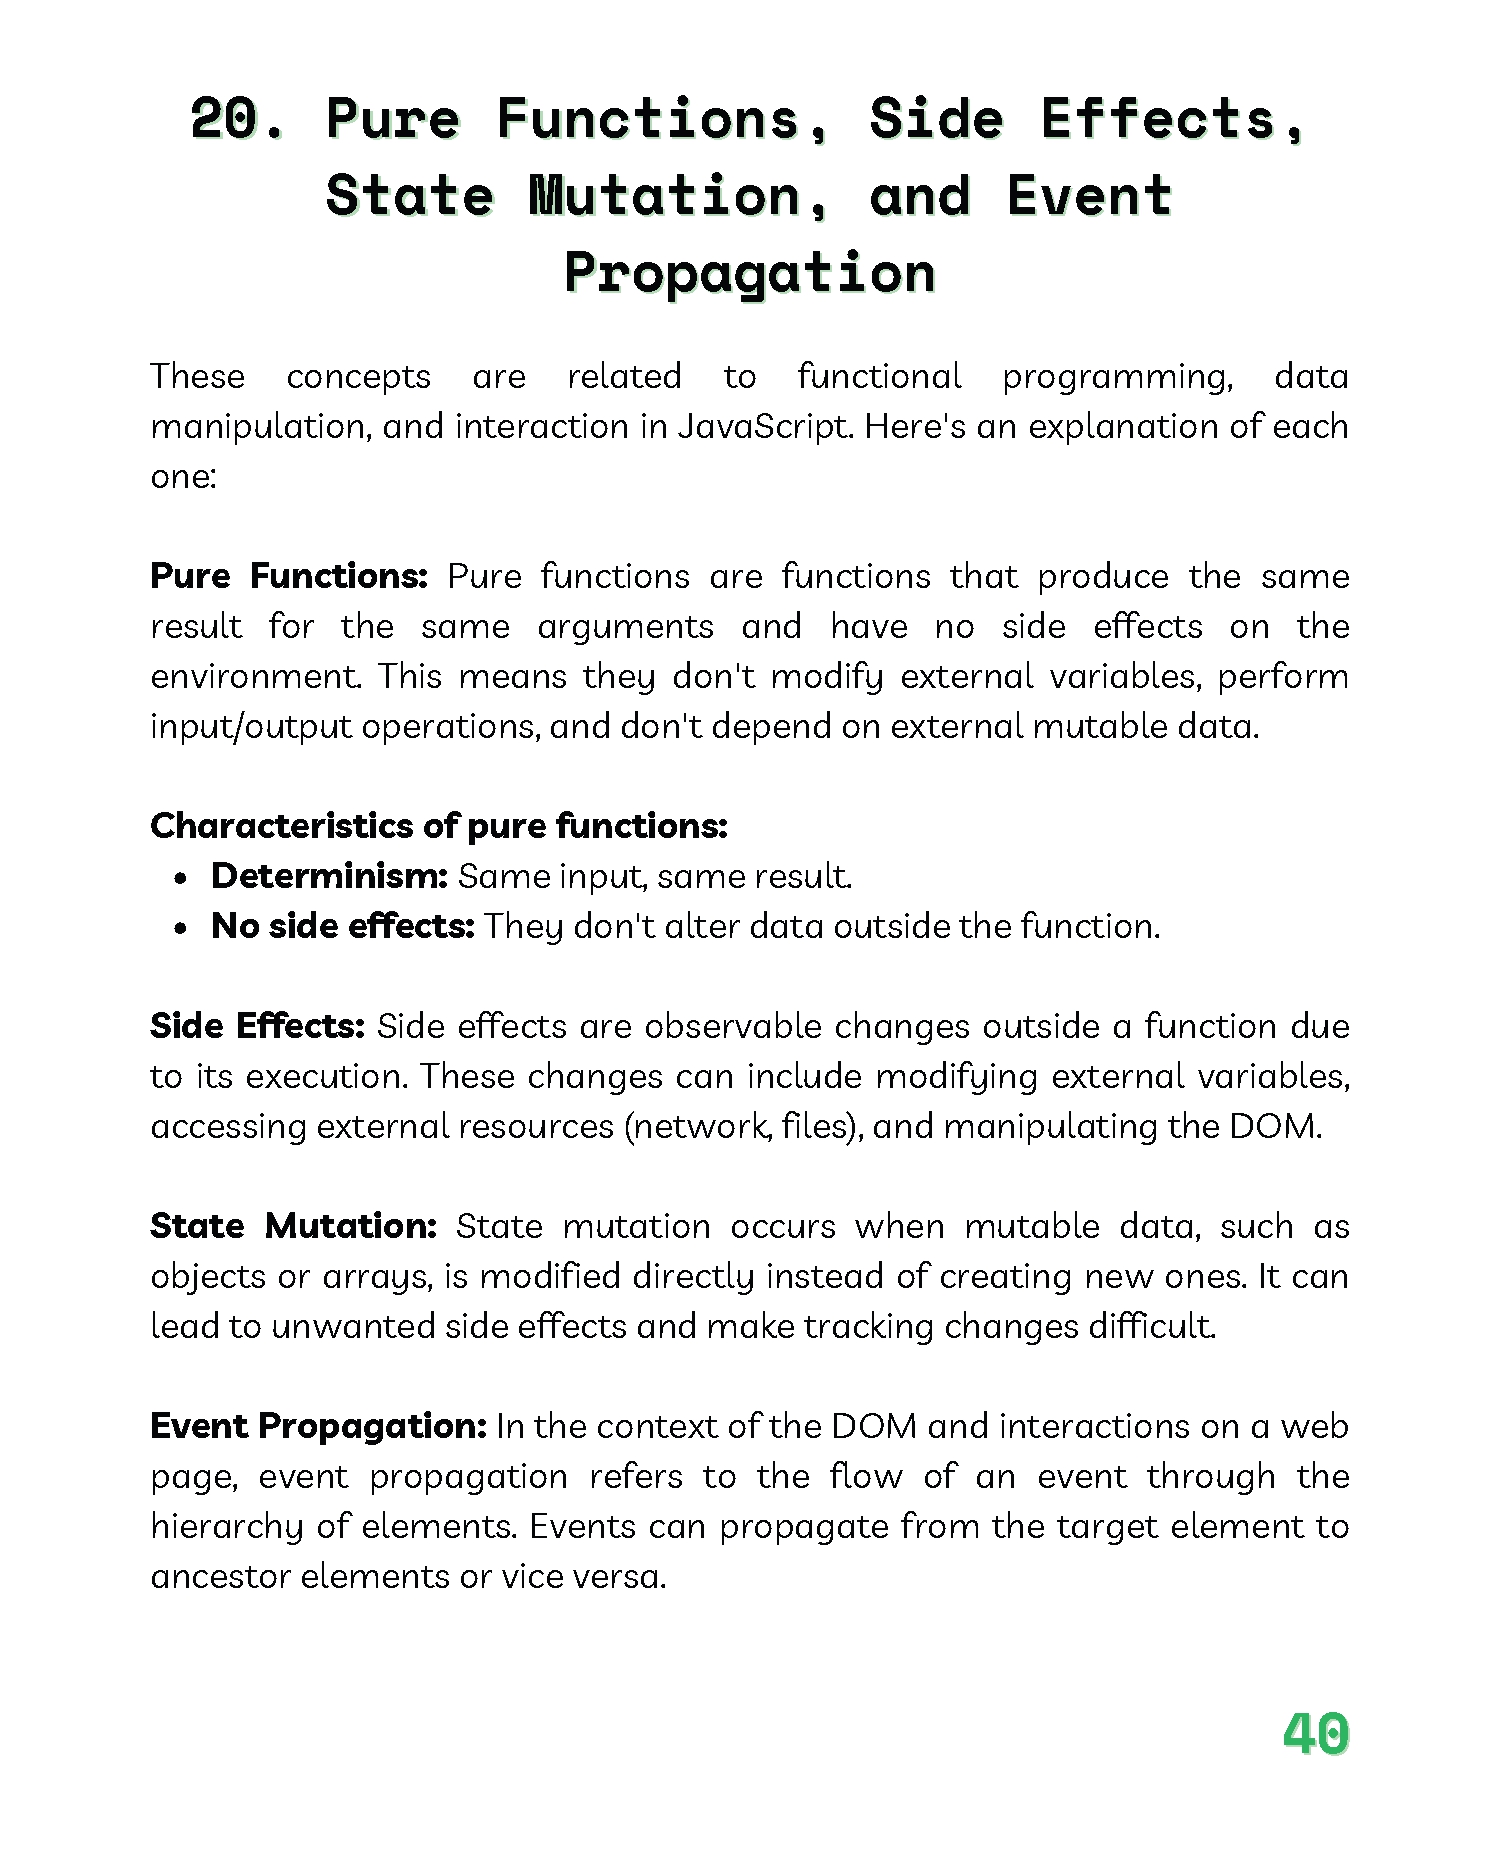 20. Pure Functions, Side Effects,
State Mutation, and Event
Propagation
These concepts are related to functional programming, data
manipulation, and interaction in JavaScript. Here's an explanation of each
one:
Pure Functions: Pure functions are functions that produce the same
result for the same arguments and have no side effects on the
environment. This means they don't modify external variables, perform
input/output operations, and don't depend on external mutable data.
Characteristics of pure functions:
• Determinism: Same input, same result.
• No side effects: They don't alter data outside the function.
Side Effects: Side effects are observable changes outside a function due
to its execution. These changes can include modifying external variables,
accessing external resources (network, files), and manipulating the DOM.
State Mutation: State mutation occurs when mutable data, such as
objects or arrays, is modified directly instead of creating new ones. It can
lead to unwanted side effects and make tracking changes difficult.
Event Propagation: In the context of the DOM and interactions on a web
page, event propagation refers to the flow of an event through the
hierarchy of elements. Events can propagate from the target element to
ancestor elements or vice versa.
40